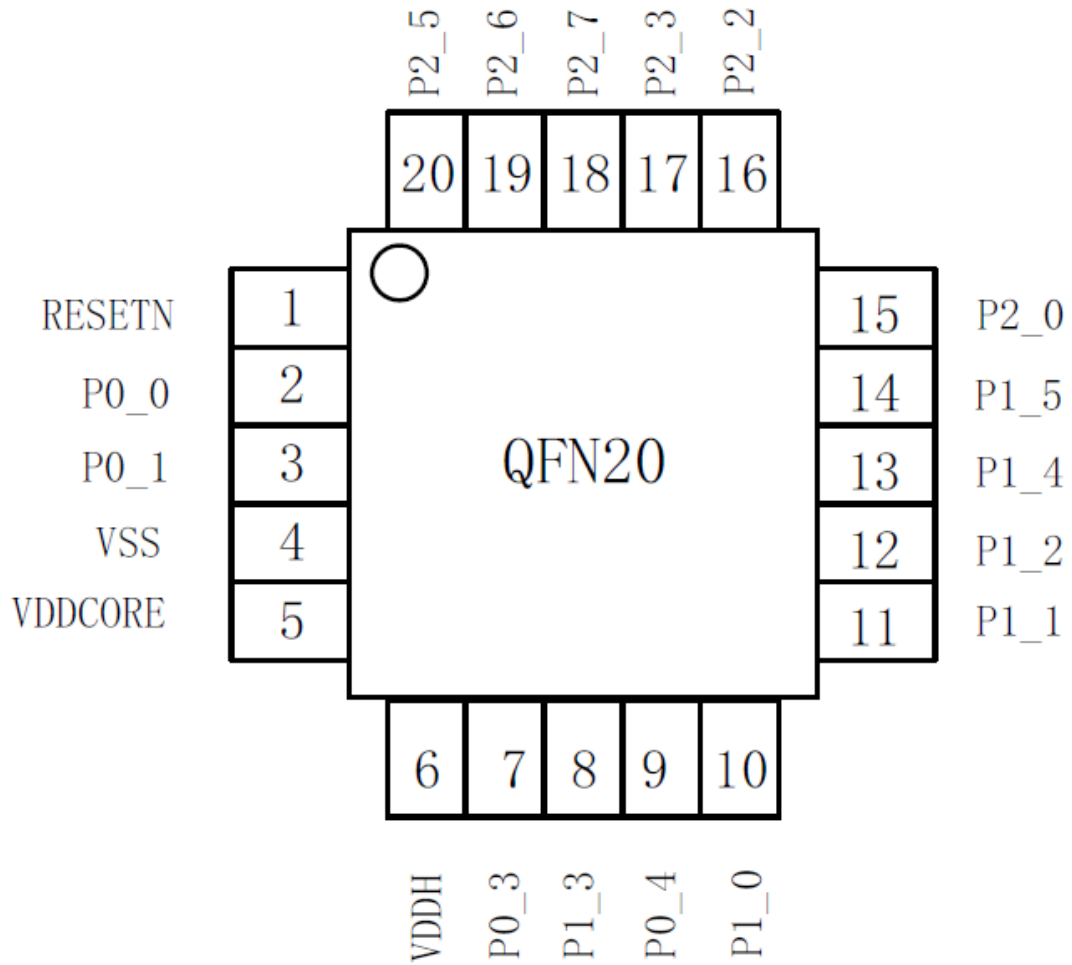 P2_5 P2_6 P2_7 P2_3 P2_2
20 19 18 17 16
RESETN 1 15 P2_0
P0_0 2 14 P1_5
P0_1 3 QFN20 13 P1_4
VSS 4 12 P1_2
VDDCORE 5 11 P1_1
6 7 8 9 10
VDDH P0_3 P1_3 P0_4 P1_0